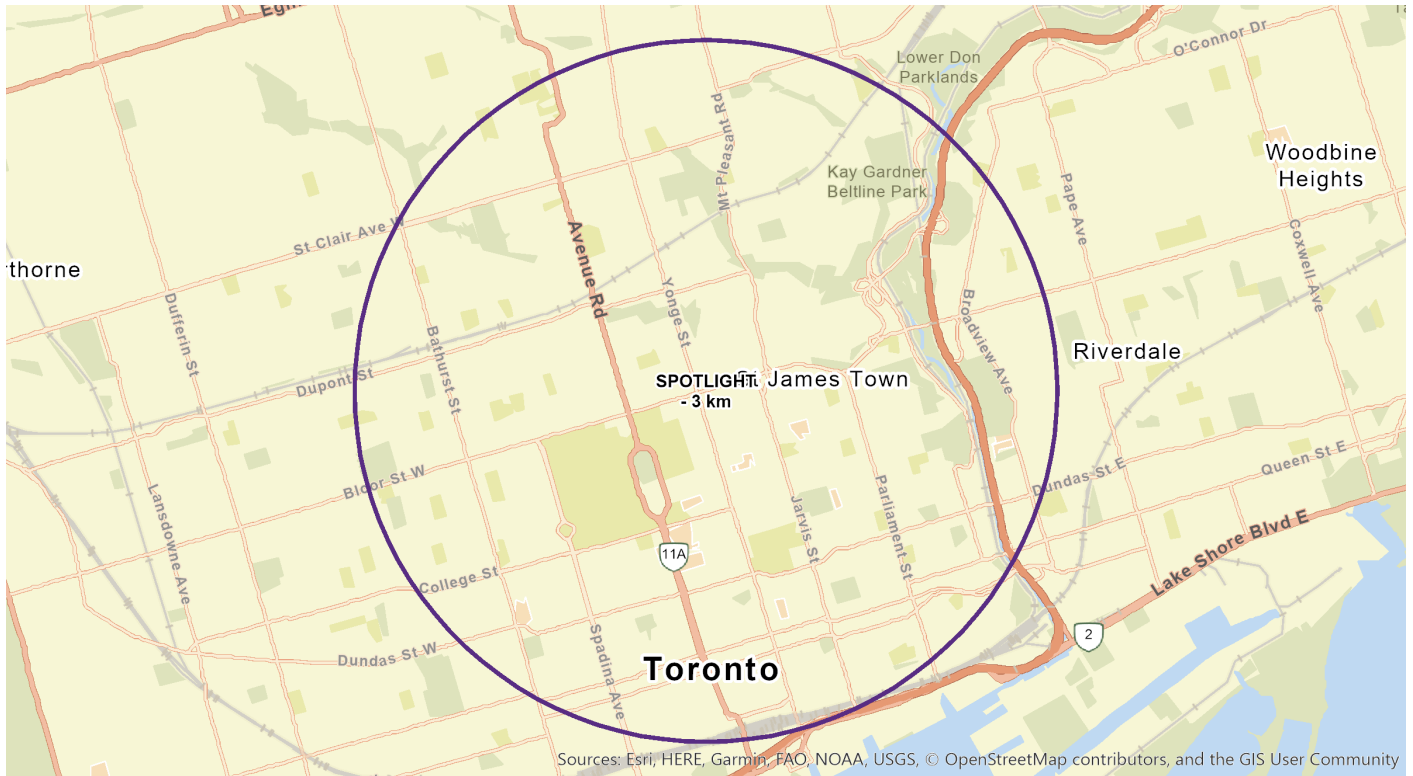 Lower Don
Parklands
O'Connor Dr
Mt Pleasant Rd
Woodbine
Heights
Kay Gardner
Beltline Park
Pape Ave
St Clair Ave W
Avenue Rd
Coxwell Ave
rthorne
Dufferin St
Yonge St
Broadview Ave
Bathurst St
Riverdale
Dupont St
SPOTLIGHT
- 3 km
James Town
Bloor St W
Dundas St E
Queen St E
Lansdowne Ave
Jarvis St
Parliament St
11A
College St
Lake Shore Blvd E
2
Spadina Ave
Dundas St W
Toronto
Sources: Esri, HERE, Garmin, FAO, NOAA, USGS, © OpenStreetMap contributors, and the GIS User Community